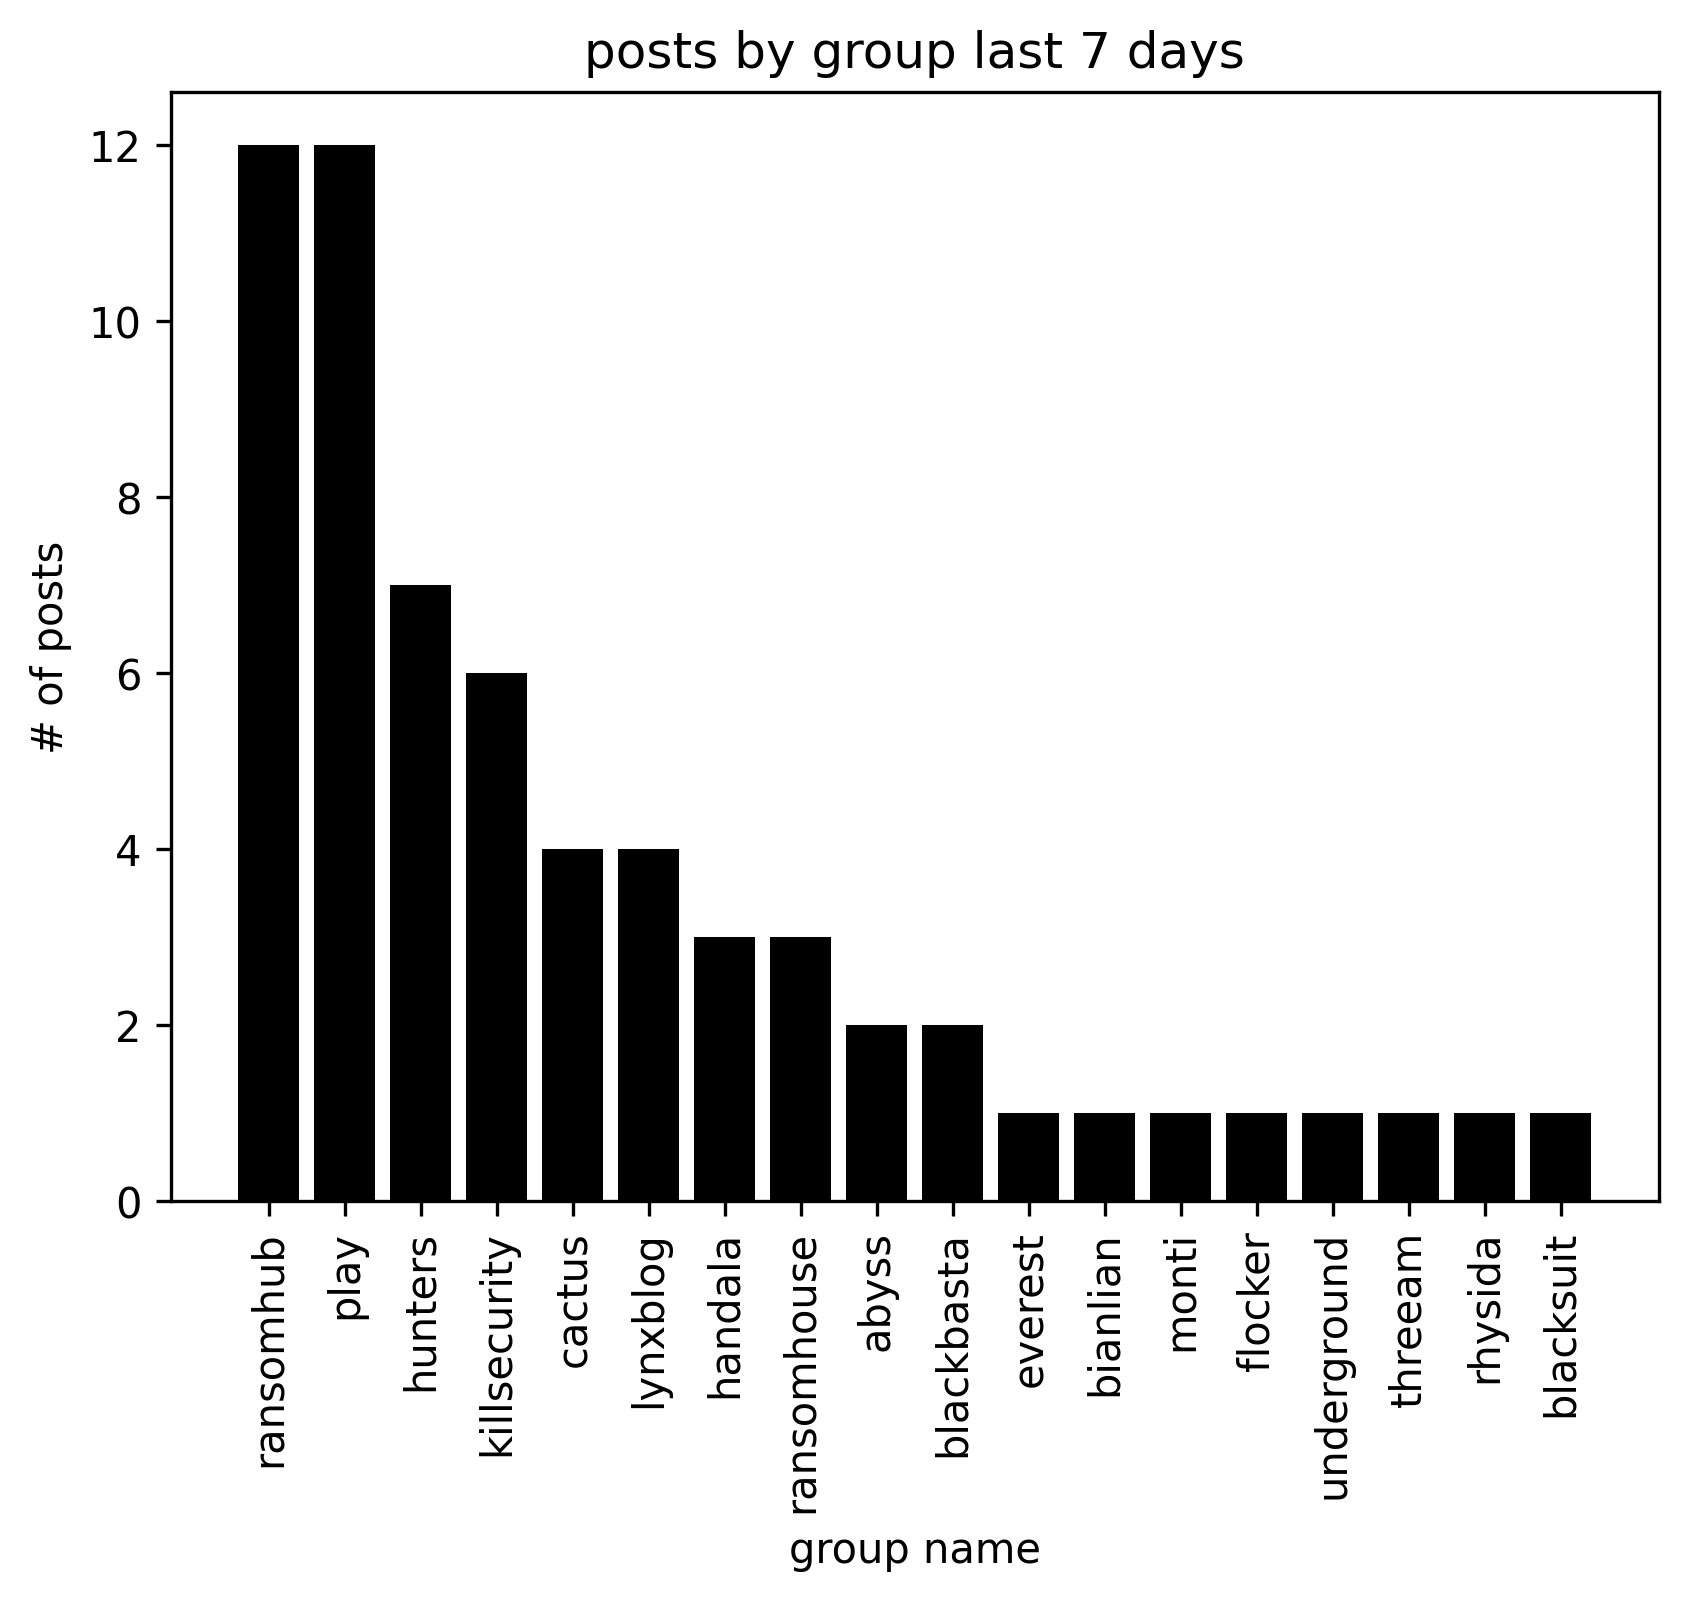 posts by group last 7 days
12
10
8
6
4
2
0
# of posts
ransomhub
play
hunters
killsecurity
cactus
lynxblog
handala
ransomhouse
abyss
blackbasta
everest
bianlian
monti
flocker
underground
threeam
rhysida
blacksuit
group name